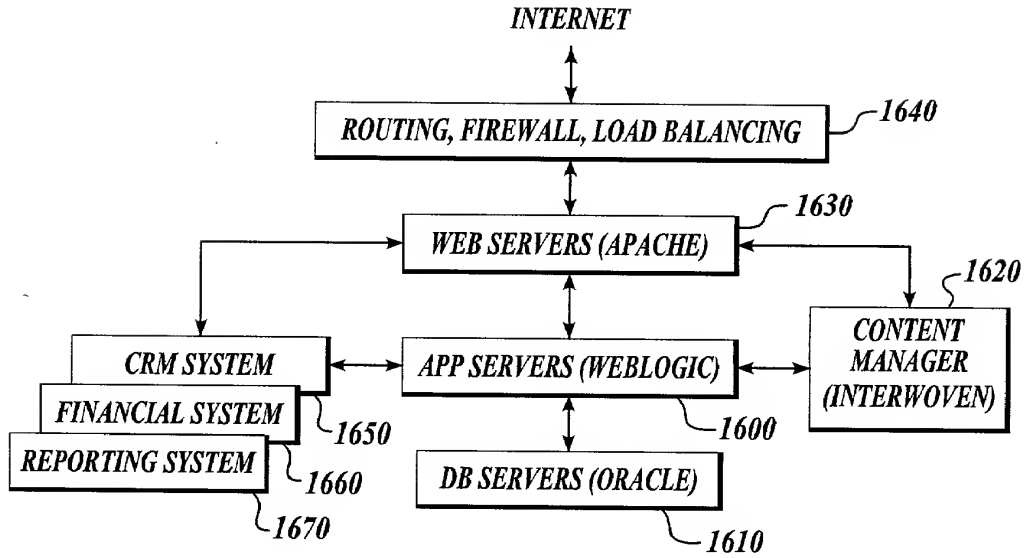 INTERNET
ROUTING, FIREWALL, LOAD BALANCING
1640
WEB SERVERS (APACHE)
1630
1620
CONTENT
MANAGER
(INTERWOVEN)
CRM SYSTEM
APP SERVERS (WEBLOGIC)
FINANCIAL SYSTEM
1650
1600
REPORTING SYSTEM
1660
DB SERVERS (ORACLE)
1670
1610